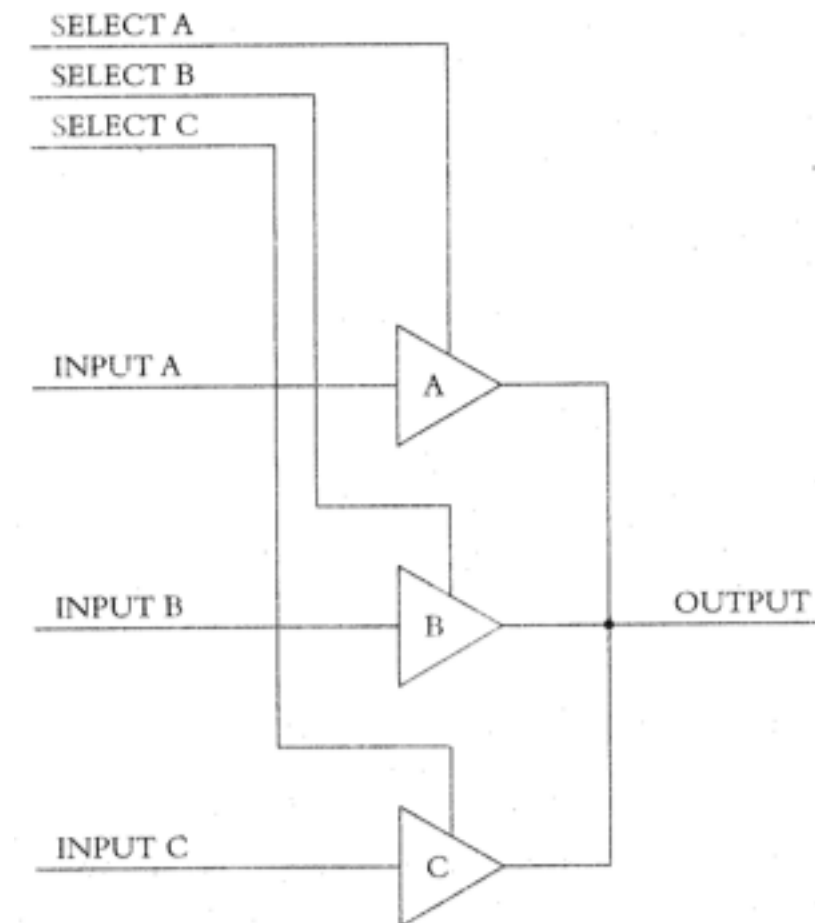 SELECT A
SELECT B
SELECT C
INPUT A
A
INPUT B
B
OUTPUT
INPUT C
C